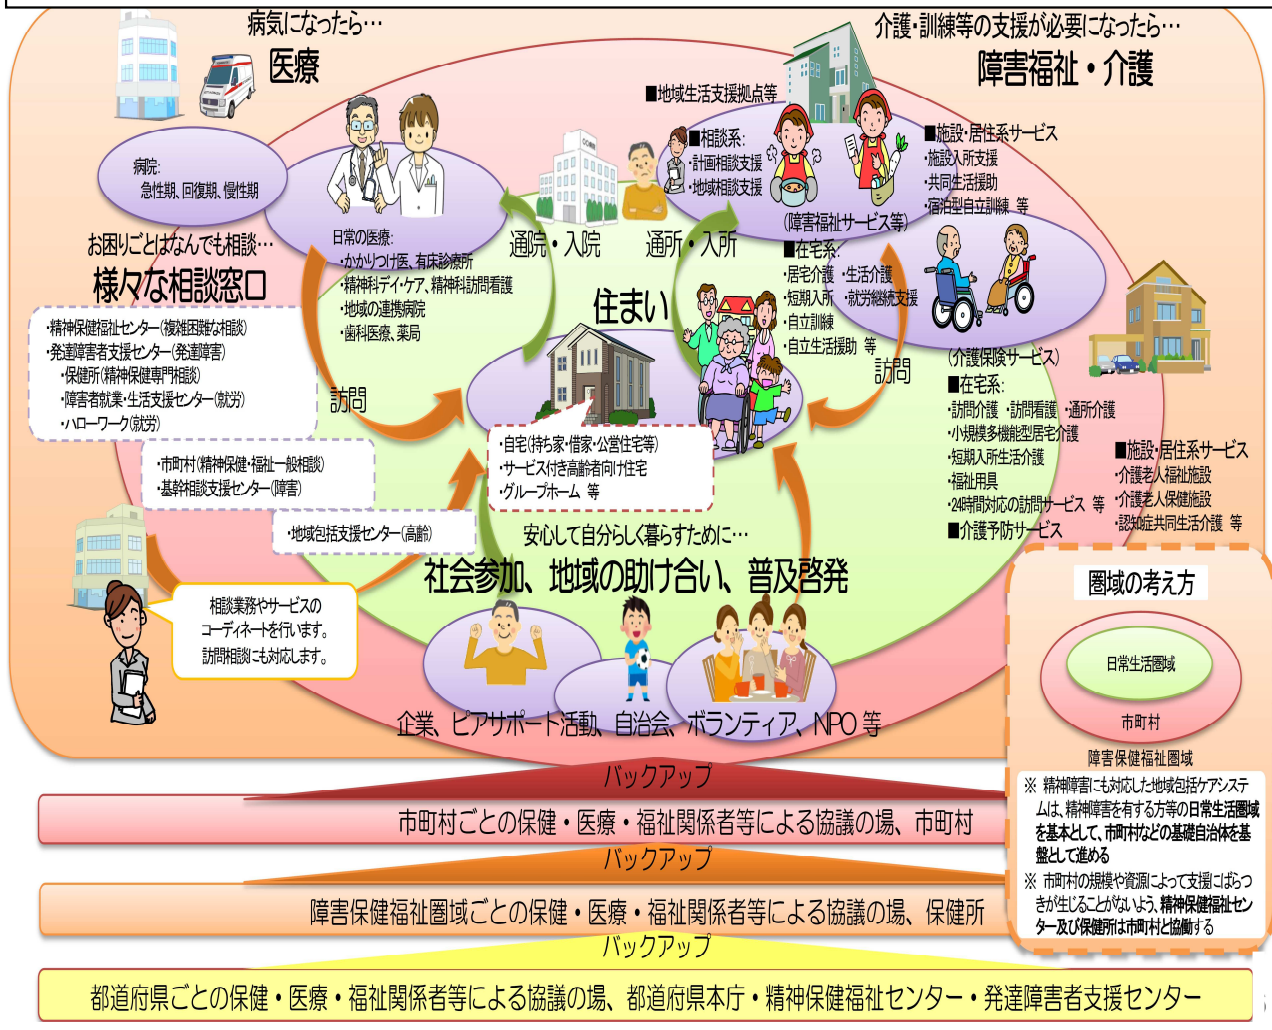 病気になったら…
医療
介護・訓練等の支援が必要になったら…
障害福祉・介護
病院:
急性期、回復期、慢性期
日常の医療:
・かかりつけ医、有床診療所
・精神科デイ・ケア、精神科訪問看護
・地域の連携病院
・歯科医療、薬局
通院・入院
通所・入所
■地域生活支援拠点等
■相談系:
・計画相談支援
・地域相談支援
(障害福祉サービス等)
■施設・居住系サービス
・施設入所支援
・共同生活援助
・宿泊型自立訓練 等
■在宅系:
・居宅介護 ・生活介護
・短期入所 ・就労継続支援
・自立訓練
・自立生活援助 等
お困りごとはなんでも相談…
様々な相談窓口
・精神保健福祉センター(複雑困難な相談)
・発達障害者支援センター(発達障害)
・保健所(精神保健専門相談)
・障害者就業・生活支援センター(就労)
・ハローワーク(就労)
・市町村(精神保健・福祉一般相談)
・基幹相談支援センター(障害)
・地域包括支援センター(高齢)
訪問
訪問
住まい
・自宅(持ち家・借家・公営住宅等)
・サービス付き高齢者向け住宅
・グループホーム 等
(介護保険サービス)
■在宅系:
・訪問介護 ・訪問看護 ・通所介護
・小規模多機能型居宅介護
・短期入所生活介護
・福祉用具
・24時間対応の訪問サービス 等
■介護予防サービス
■施設・居住系サービス
・介護老人福祉施設
・介護老人保健施設
・認知症共同生活介護 等
安心して自分らしく暮らすために…
社会参加、地域の助け合い、普及啓発
相談業務やサービスの
コーディネートを行います。
訪問相談にも対応します。
企業、ピアサポート活動、自治会、ボランティア、NPO 等
圏域の考え方
日常生活圏域
市町村
障害保健福祉圏域
※ 精神障害にも対応した地域包括ケアシステ
ムは、精神障害を有する方等の日常生活圏域
を基本として、市町村などの基礎自治体を基
盤として進める
※ 市町村の規模や資源によって支援にばらつ
きが生じることがないよう、精神保健福祉セン
ター及び保健所は市町村と協働する
バックアップ
市町村ごとの保健・医療・福祉関係者等による協議の場、市町村
バックアップ
障害保健福祉圏域ごとの保健・医療・福祉関係者等による協議の場、保健所
バックアップ
都道府県ごとの保健・医療・福祉関係者等による協議の場、都道府県本庁・精神保健福祉センター・発達障害者支援センター